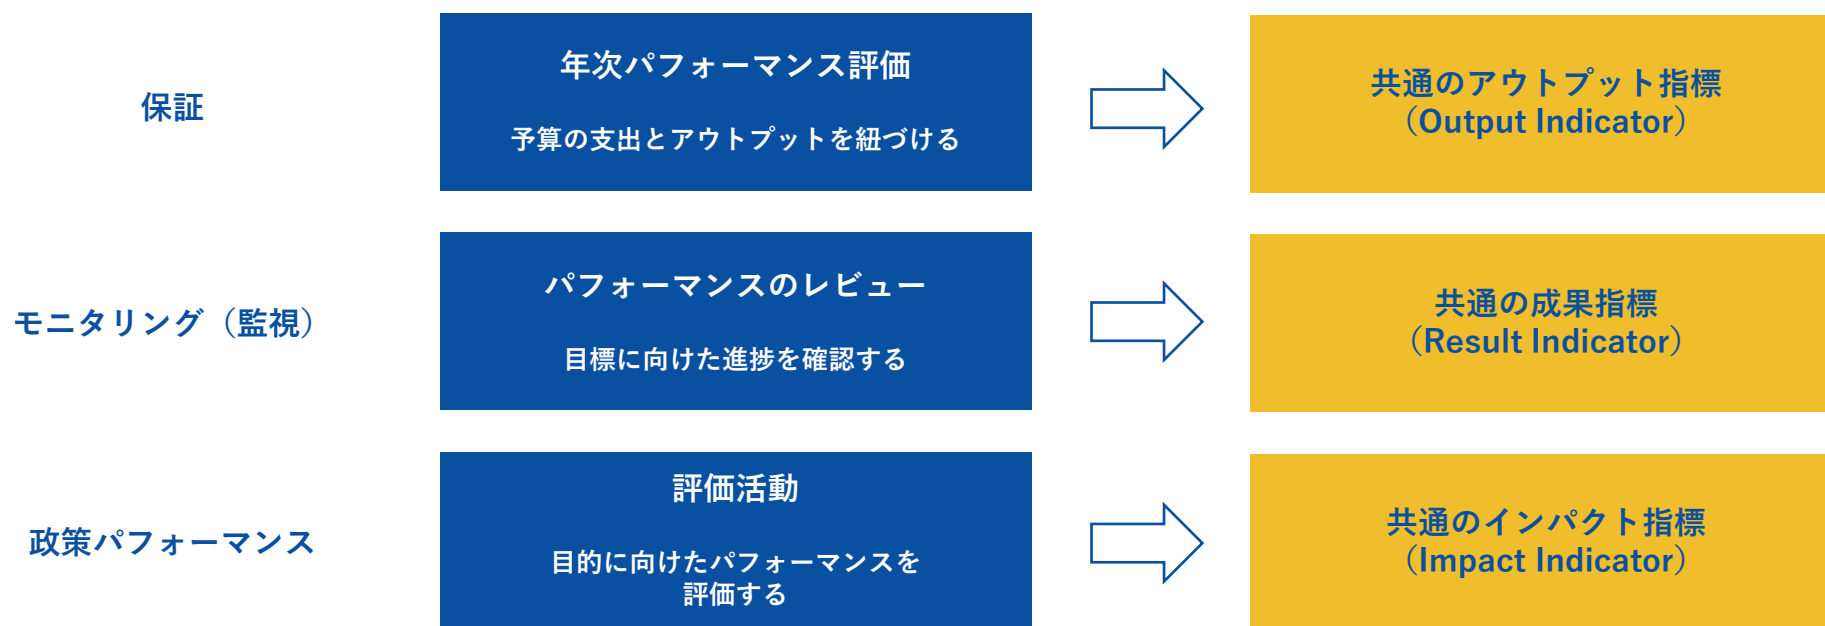 保証
年次パフォーマンス評価
予算の支出とアウトプットを紐づける
共通のアウトプット指標
（Output Indicator）
モニタリング（監視）
パフォーマンスのレビュー
目標に向けた進捗を確認する
共通の成果指標
（Result Indicator）
政策パフォーマンス
評価活動
目的に向けたパフォーマンスを
評価する
共通のインパクト指標
（Impact Indicator）